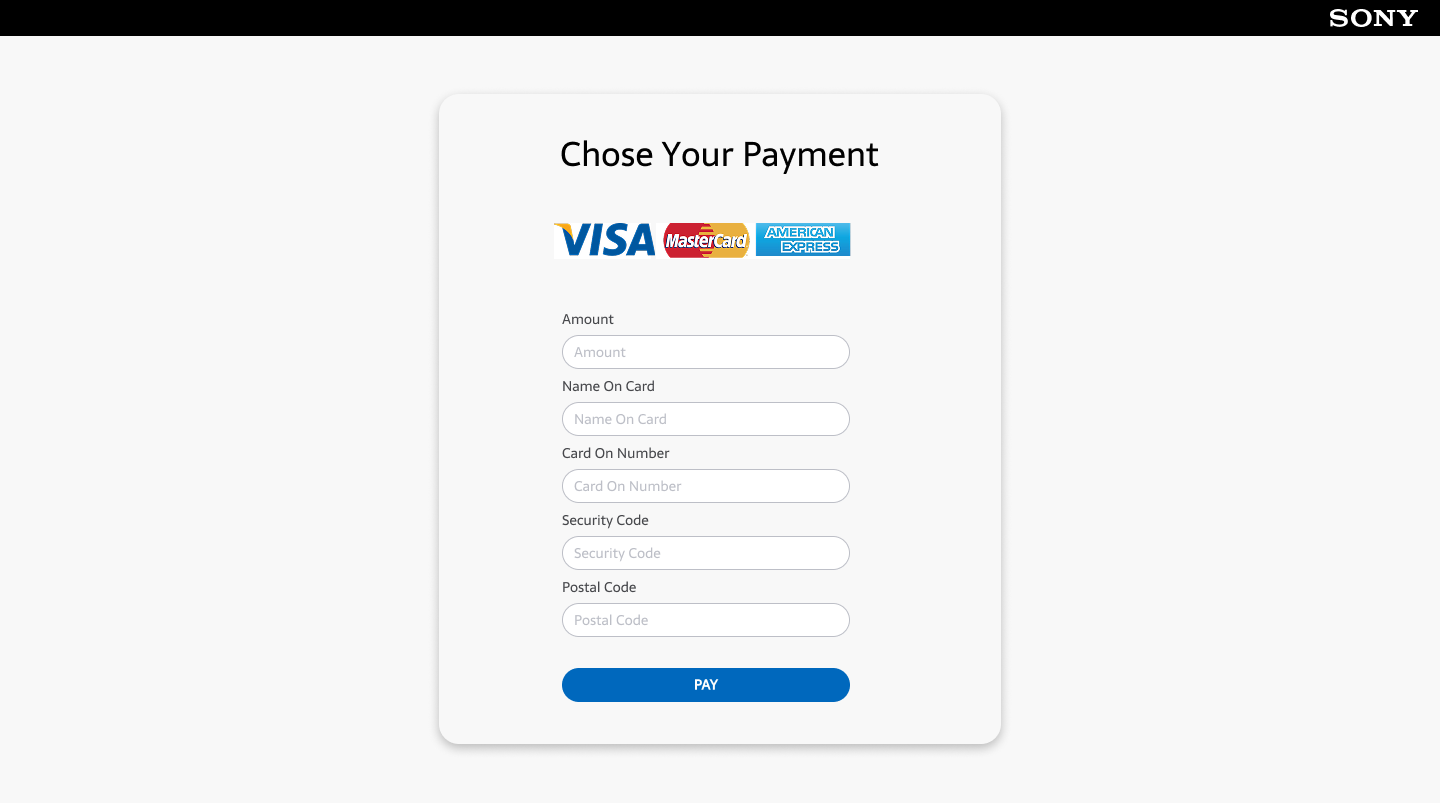 SONY
Chose Your Payment
VISA MasterCard AMERICAN EXPRESS
Amount
Amount
Name On Card
Name On Card
Card On Number
Card On Number
Security Code
Security Code
Postal Code
Postal Code
PAY